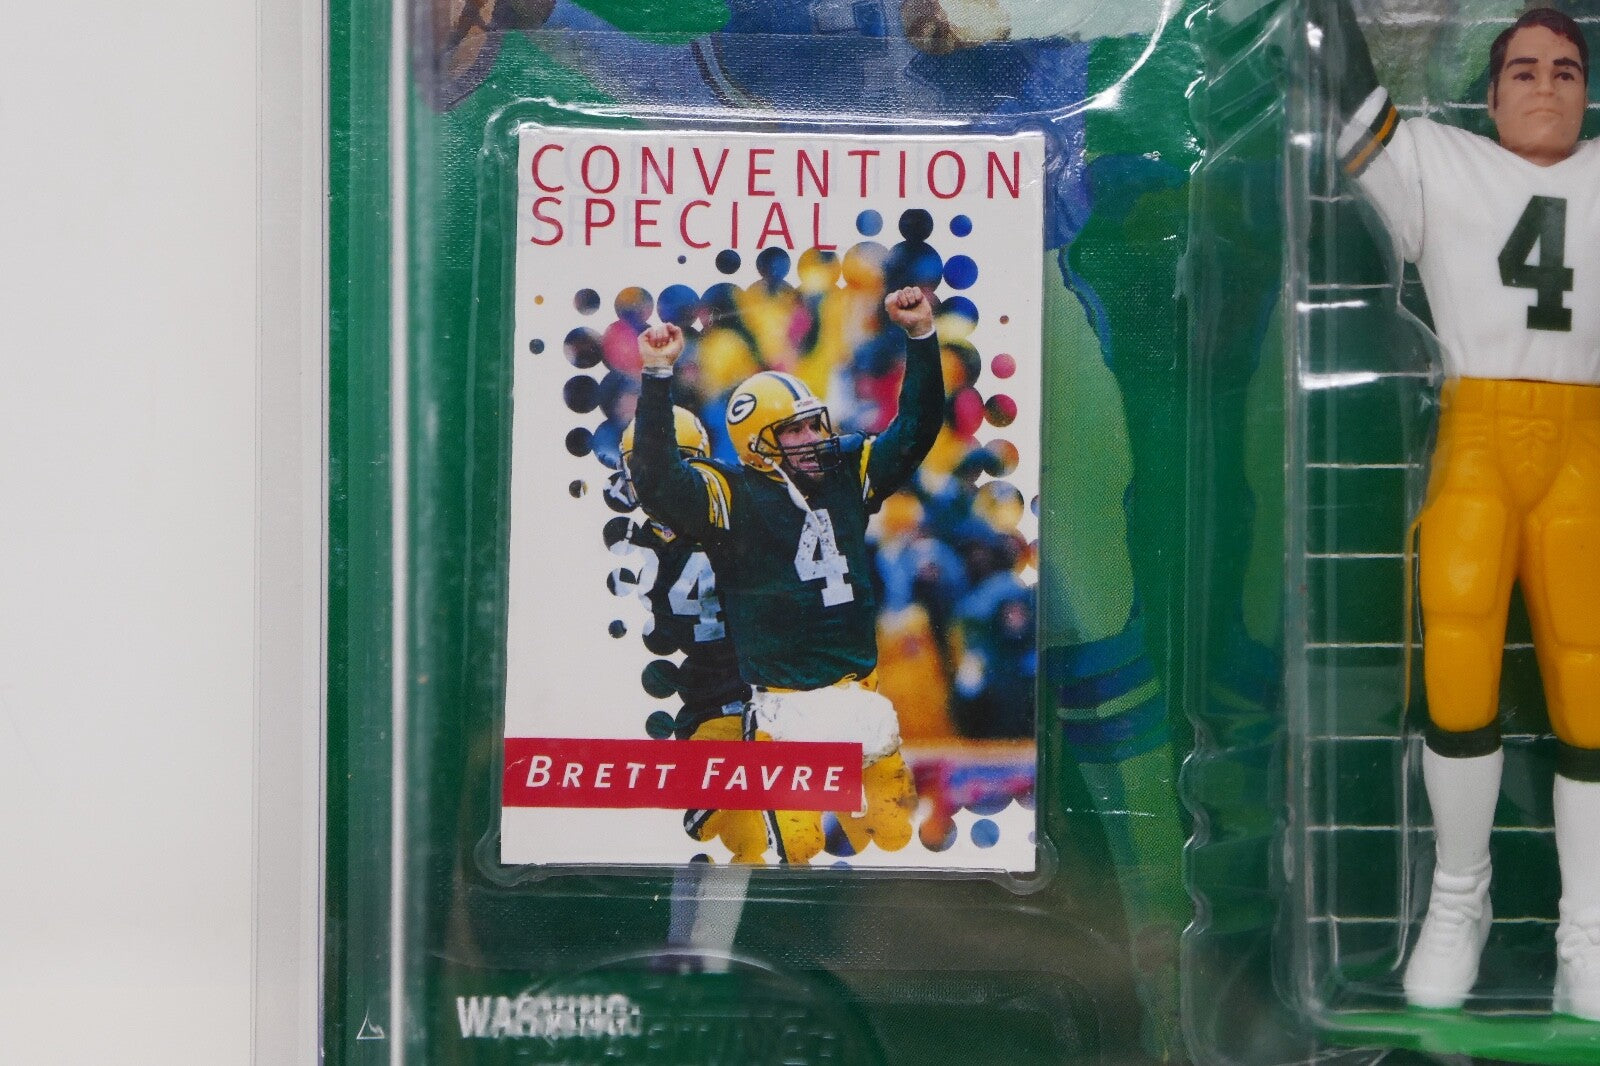 CONVENTION
SPECIAL
G
4
4
34
BRETT FAVRE
WARNING: